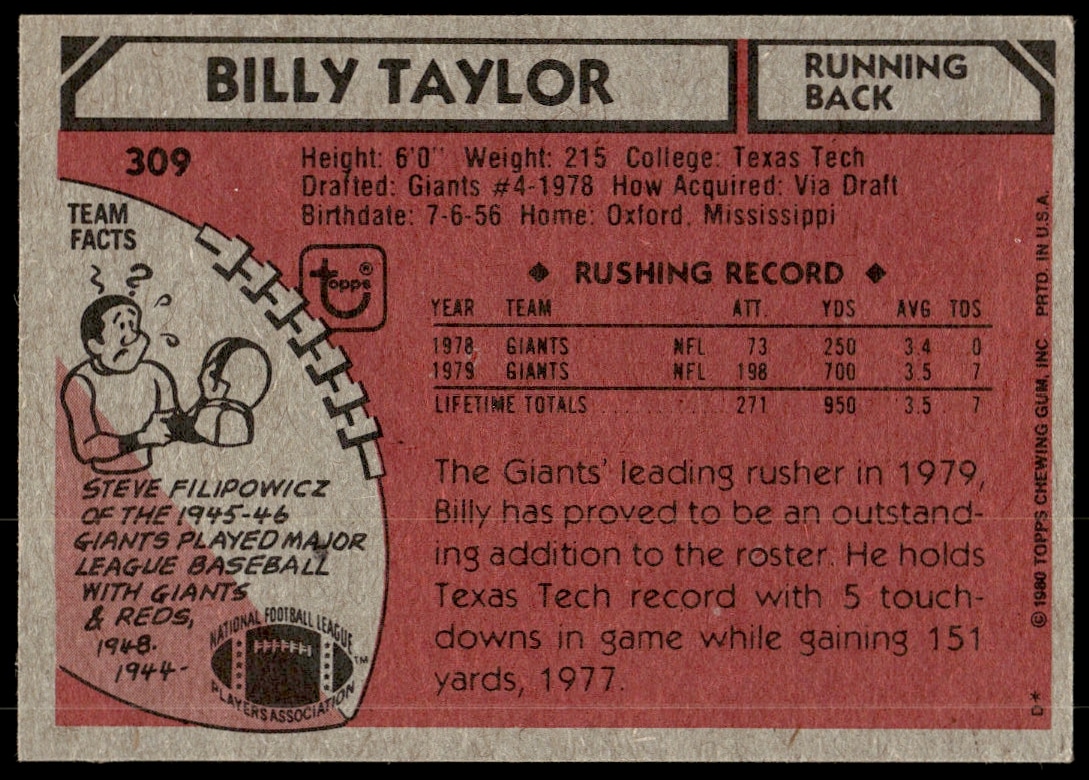 BILLY TAYLOR
RUNNING
BACK
309
Height: 6'0" Weight: 215 College: Texas Tech
Drafted: Giants #4-1978 How Acquired: Via Draft
Birthdate: 7-6-56 Home: Oxford, Mississippi
TEAM
FACTS
topps®
◆ RUSHING RECORD ◆
YEAR TEAM ATT. YDS AVG TDS
1978 GIANTS NFL 73 250 3.4 0
1979 GIANTS NFL 198 700 3.5 7
LIFETIME TOTALS 271 950 3.5 7
The Giants' leading rusher in 1979,
Billy has proved to be an outstand-
ing addition to the roster. He holds
Texas Tech record with 5 touch-
downs in game while gaining 151
yards, 1977.
? 
STEVE FILIPOWICZ
OF THE 1945-46
GIANTS PLAYED MAJOR
LEAGUE BASEBALL
WITH GIANTS
& REDS,
1948.
1944-
NATIONAL FOOTBALL LEAGUE
PLAYERS ASSOCIATION
TM
D*
© 1980 TOPPS CHEWING GUM, INC. PRTD. IN U.S.A.